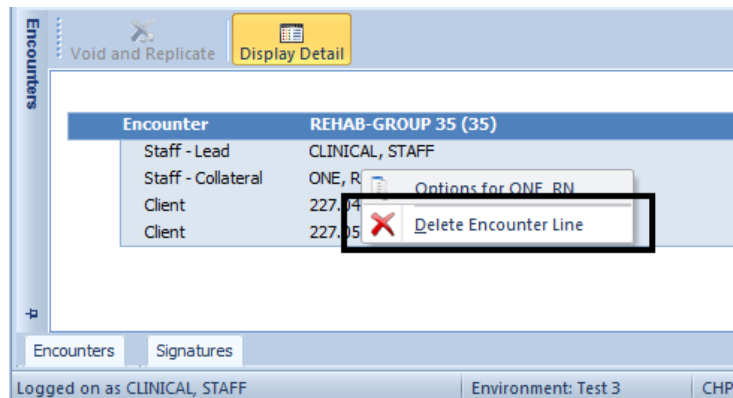 Encounters
Void and Replicate Display Detail
Encounter REHAB-GROUP 35 (35)
Staff - Lead CLINICAL, STAFF
Staff - Collateral ONE, R
Options for ONE, RN
Client 227.04
Delete Encounter Line
Client 227.05
Encounters Signatures
Logged on as CLINICAL, STAFF Environment: Test 3 CHP